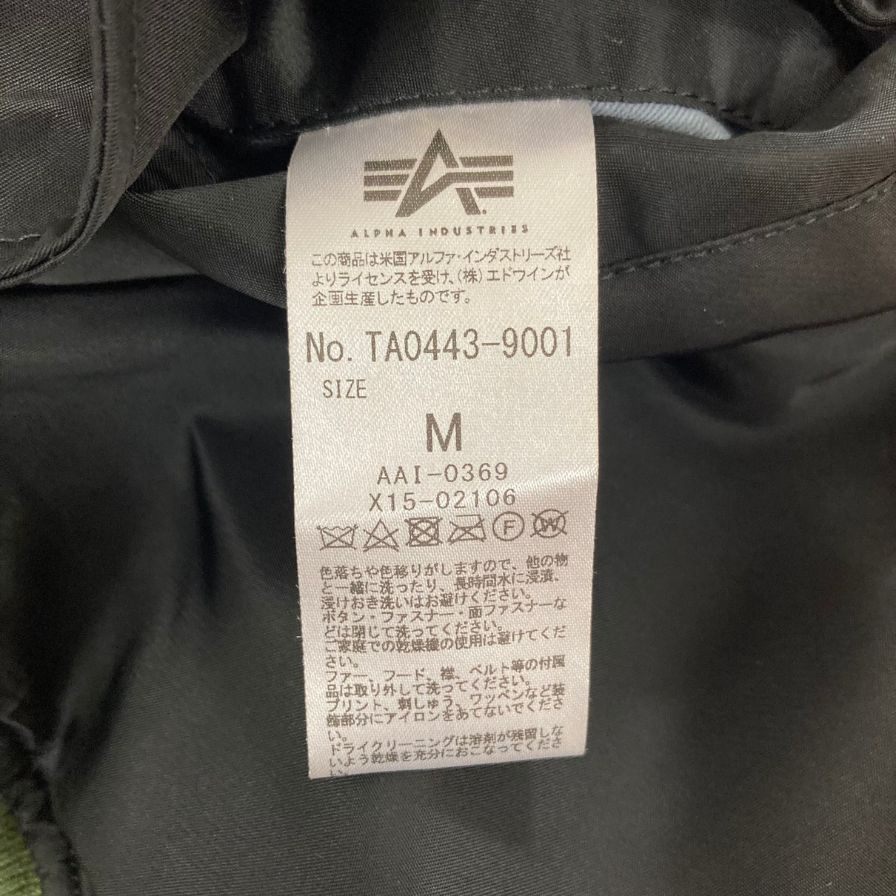 ALPHA INDUSTRIES
この商品は米国アルファ・インダストリーズ社
よりライセンスを受け、(株)エドウインが
企画生産したものです。
No. TA0443-9001
SIZE
M
AAI-0369
X15-02106
F W
色落ちや色移りがしますので、他の物
と一緒に洗ったり、長時間水に浸漬、
浸けおき洗いはお避けください。
ボタン・ファスナー・面ファスナーな
どは閉じて洗ってください。
ご家庭での乾燥機の使用は避けてくだ
さい。
ファー、フード、襟、ベルト等の付属
品は取り外して洗ってください。
プリント、刺しゅう、ワッペンなど装
飾部分にアイロンをあてないでくださ
い。
ドライクリーニングは溶剤が残留しな
いよう乾燥を充分におこなってください